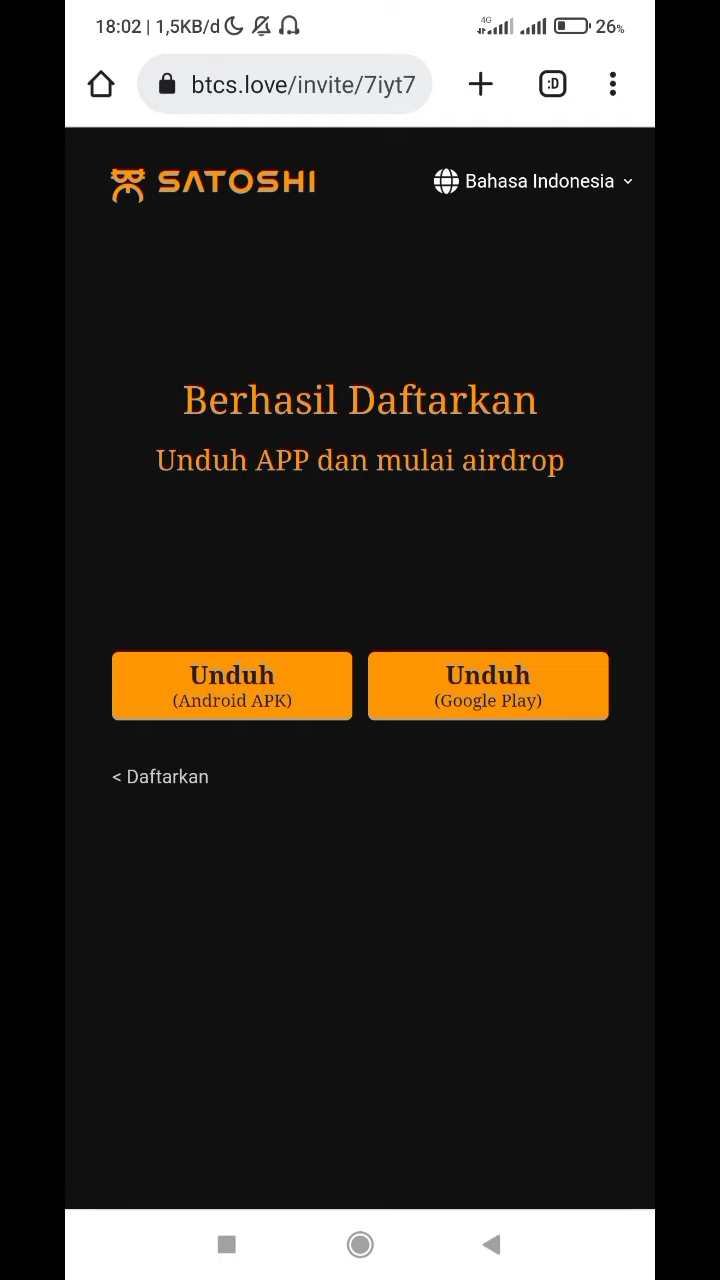 18:02 | 1,5KB/d
4G
26%
btcs.love/invite/7iyt7
:D
SATOSHI
Bahasa Indonesia
Berhasil Daftarkan
Unduh APP dan mulai airdrop
Unduh
(Android APK)
Unduh
(Google Play)
< Daftarkan